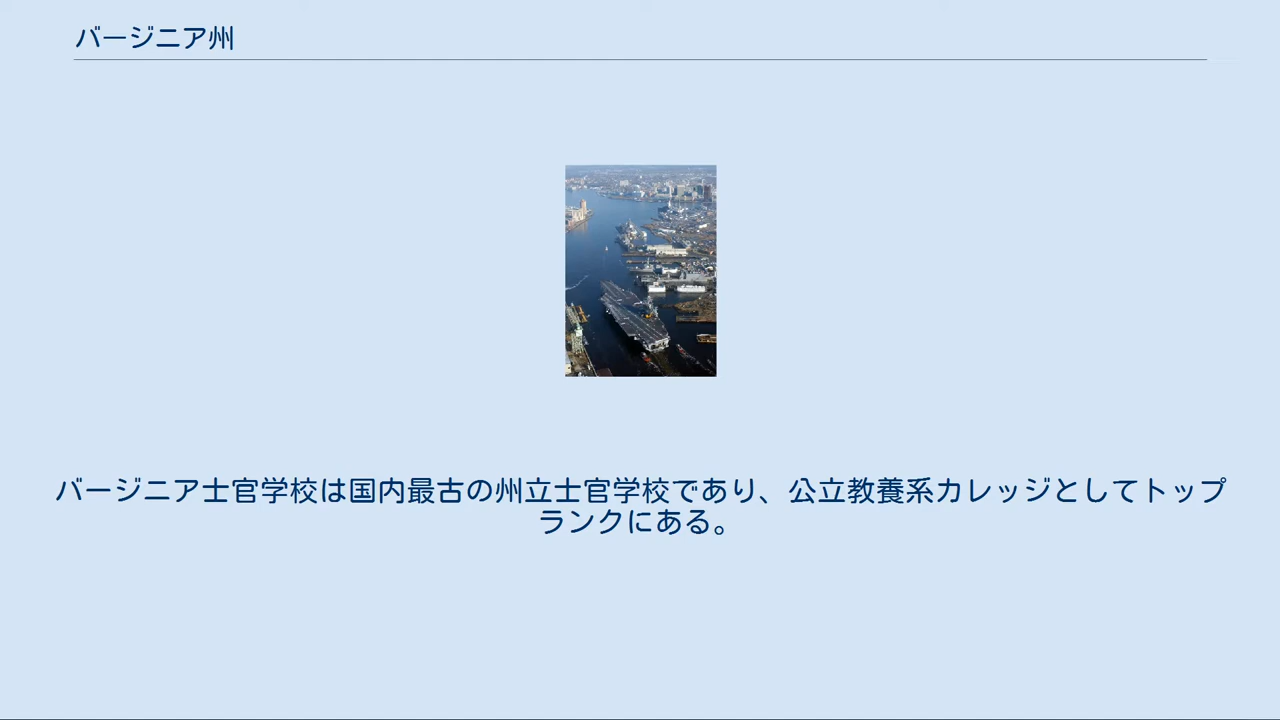 バージニア州
バージニア士官学校は国内最古の州立士官学校であり、公立教養系カレッジとしてトップ
ランクにある。